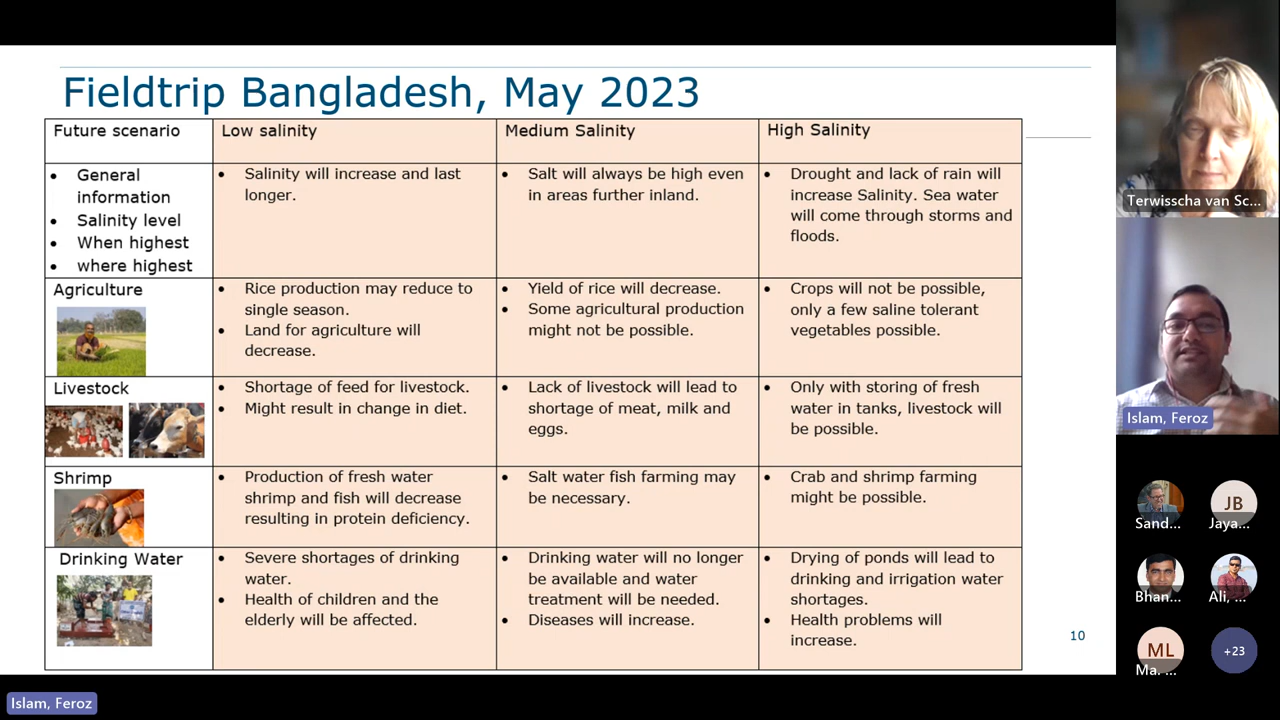 Fieldtrip Bangladesh, May 2023
Future scenario
Low salinity
Medium Salinity
High Salinity
• General
information
• Salinity level
• When highest
• where highest
• Salinity will increase and last
longer.
• Salt will always be high even
in areas further inland.
• Drought and lack of rain will
increase Salinity. Sea water
will come through storms and
floods.
Agriculture
• Rice production may reduce to
single season.
• Land for agriculture will
decrease.
• Yield of rice will decrease.
• Some agricultural production
might not be possible.
• Crops will not be possible,
only a few saline tolerant
vegetables possible.
Livestock
• Shortage of feed for livestock.
• Might result in change in diet.
• Lack of livestock will lead to
shortage of meat, milk and
eggs.
• Only with storing of fresh
water in tanks, livestock will
be possible.
Shrimp
• Production of fresh water
shrimp and fish will decrease
resulting in protein deficiency.
• Salt water fish farming may
be necessary.
• Crab and shrimp farming
might be possible.
Drinking Water
• Severe shortages of drinking
water.
• Health of children and the
elderly will be affected.
• Drinking water will no longer
be available and water
treatment will be needed.
• Diseases will increase.
• Drying of ponds will lead to
drinking and irrigation water
shortages.
• Health problems will
increase.
10
Terwisscha van Sc...
Islam, Feroz
Sand...
JB
Jaya...
Bhan...
Ali, ...
ML
Ma. ...
+23
Islam, Feroz